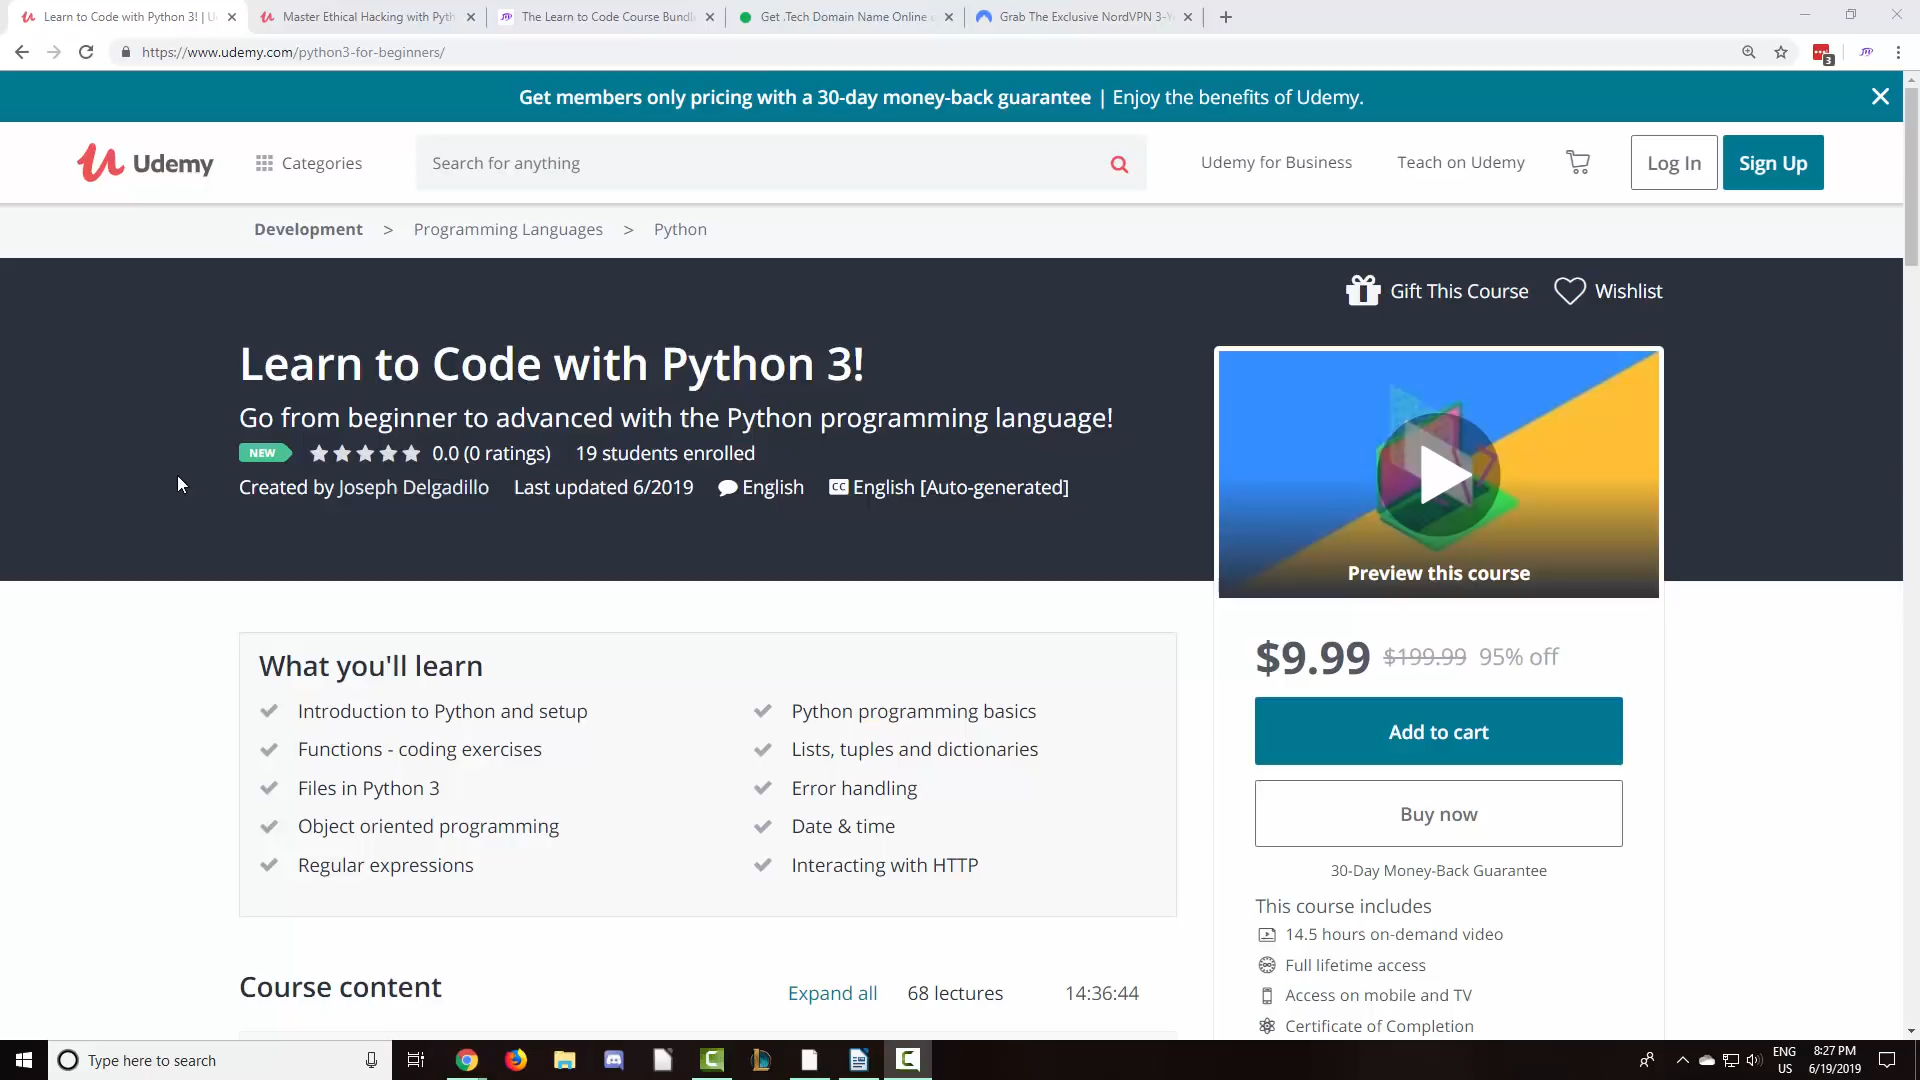 Learn to Code with Python 3! | U
Master Ethical Hacking with Pyth
The Learn to Code Course Bundl
Get .Tech Domain Name Online
Grab The Exclusive NordVPN 3-Y
https://www.udemy.com/python3-for-beginners/
3
Get members only pricing with a 30-day money-back guarantee | Enjoy the benefits of Udemy.
Udemy
Categories
Search for anything
Udemy for Business
Teach on Udemy
Log In
Sign Up
Development > Programming Languages > Python
Gift This Course
Wishlist
Learn to Code with Python 3!
Go from beginner to advanced with the Python programming language!
NEW
0.0 (0 ratings)
19 students enrolled
Created by Joseph Delgadillo
Last updated 6/2019
English
CC English [Auto-generated]
Preview this course
What you'll learn
Introduction to Python and setup
Python programming basics
Functions - coding exercises
Lists, tuples and dictionaries
Files in Python 3
Error handling
Object oriented programming
Date & time
Regular expressions
Interacting with HTTP
$9.99 $199.99 95% off
Add to cart
Buy now
30-Day Money-Back Guarantee
This course includes
14.5 hours on-demand video
Full lifetime access
Access on mobile and TV
Certificate of Completion
Course content
Expand all
68 lectures
14:36:44
Type here to search
ENG
US
8:27 PM
6/19/2019